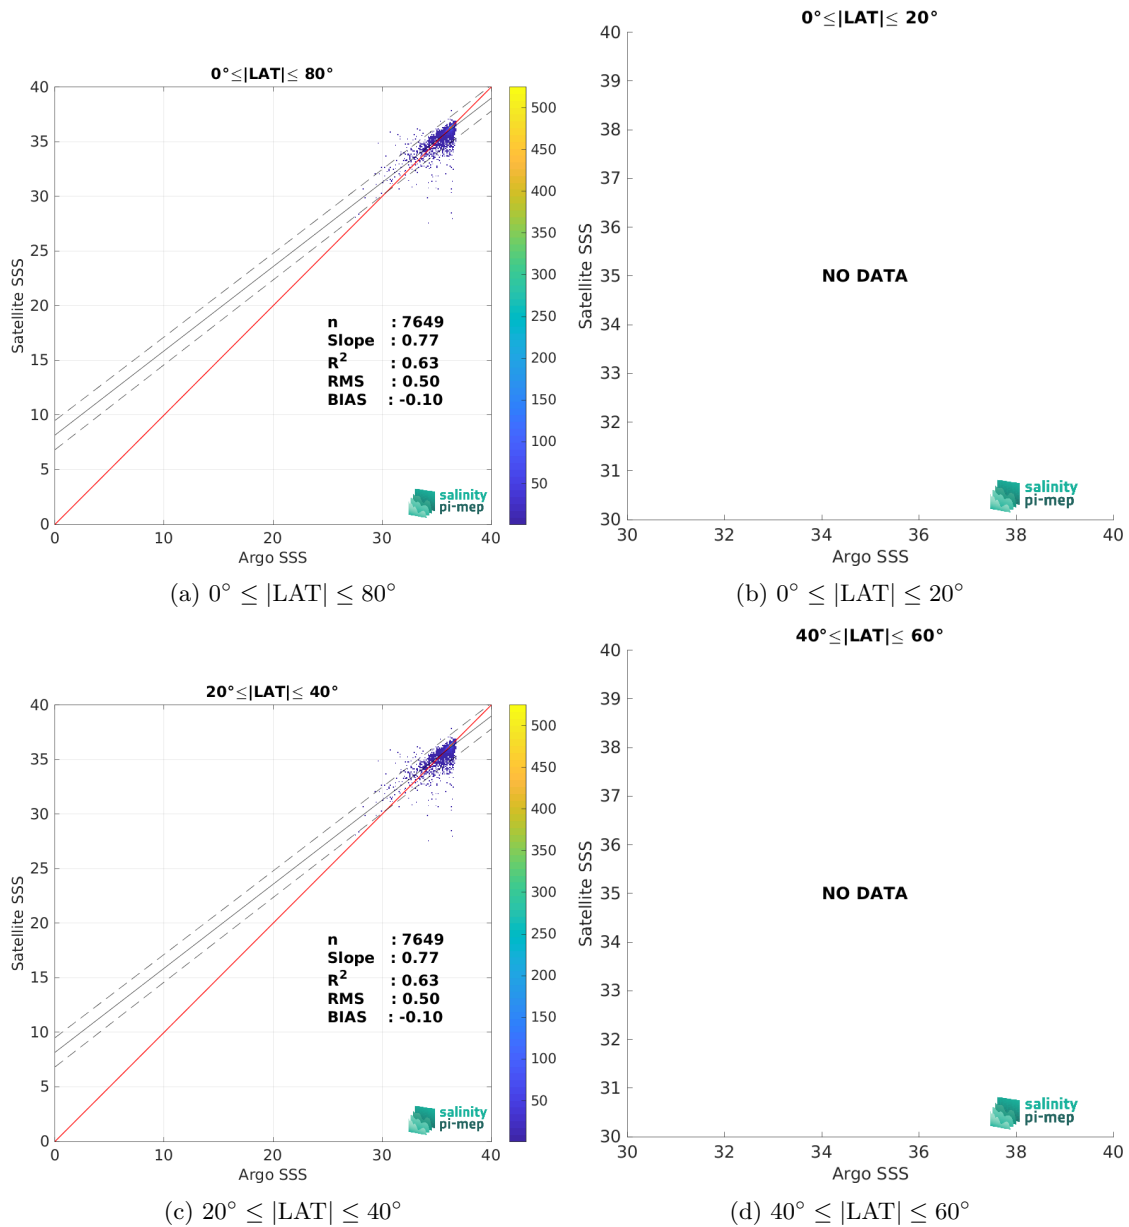 0°≤|LAT|≤ 80°
40
35
30
25
20
15
10
5
0
0 10 20 30 40
Satellite SSS
Argo SSS
n : 7649
Slope : 0.77
R² : 0.63
RMS : 0.50
BIAS : -0.10
salinity
pi-mep
500
450
400
350
300
250
200
150
100
50
(a) 0° ≤ |LAT| ≤ 80°
0°≤|LAT|≤ 20°
40
39
38
37
36
35
34
33
32
31
30
30 32 34 36 38 40
Satellite SSS
Argo SSS
NO DATA
salinity
pi-mep
(b) 0° ≤ |LAT| ≤ 20°
20°≤|LAT|≤ 40°
40
35
30
25
20
15
10
5
0
0 10 20 30 40
Satellite SSS
Argo SSS
n : 7649
Slope : 0.77
R² : 0.63
RMS : 0.50
BIAS : -0.10
salinity
pi-mep
500
450
400
350
300
250
200
150
100
50
(c) 20° ≤ |LAT| ≤ 40°
40°≤|LAT|≤ 60°
40
39
38
37
36
35
34
33
32
31
30
30 32 34 36 38 40
Satellite SSS
Argo SSS
NO DATA
salinity
pi-mep
(d) 40° ≤ |LAT| ≤ 60°